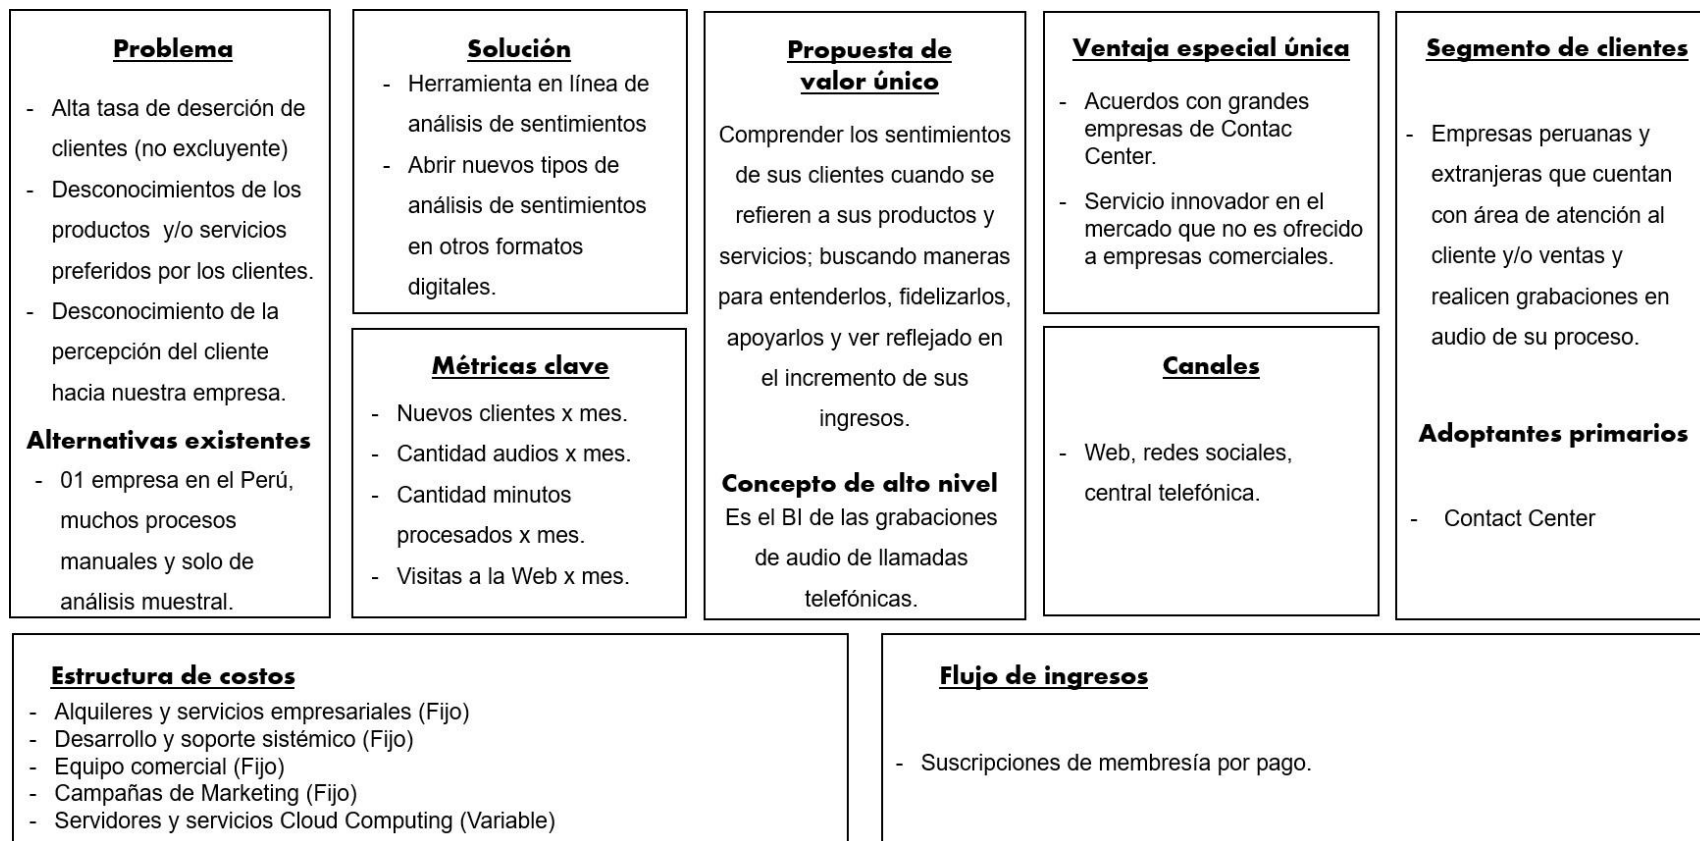 Problema
- Alta tasa de deserción de
clientes (no excluyente)
- Desconocimientos de los
productos y/o servicios
preferidos por los clientes.
- Desconocimiento de la
percepción del cliente
hacia nuestra empresa.
Alternativas existentes
- 01 empresa en el Perú,
muchos procesos
manuales y solo de
análisis muestral.
Solución
- Herramienta en línea de
análisis de sentimientos
- Abrir nuevos tipos de
análisis de sentimientos
en otros formatos
digitales.
Métricas clave
- Nuevos clientes x mes.
- Cantidad audios x mes.
- Cantidad minutos
procesados x mes.
- Visitas a la Web x mes.
Propuesta de
valor único
Comprender los sentimientos
de sus clientes cuando se
refieren a sus productos y
servicios; buscando maneras
para entenderlos, fidelizarlos,
apoyarlos y ver reflejado en
el incremento de sus
ingresos.
Concepto de alto nivel
Es el BI de las grabaciones
de audio de llamadas
telefónicas.
Ventaja especial única
- Acuerdos con grandes
empresas de Contac
Center.
- Servicio innovador en el
mercado que no es ofrecido
a empresas comerciales.
Canales
- Web, redes sociales,
central telefónica.
Segmento de clientes
- Empresas peruanas y
extranjeras que cuentan
con área de atención al
cliente y/o ventas y
realicen grabaciones en
audio de su proceso.
Adoptantes primarios
- Contact Center
Estructura de costos
- Alquileres y servicios empresariales (Fijo)
- Desarrollo y soporte sistémico (Fijo)
- Equipo comercial (Fijo)
- Campañas de Marketing (Fijo)
- Servidores y servicios Cloud Computing (Variable)
Flujo de ingresos
- Suscripciones de membresía por pago.